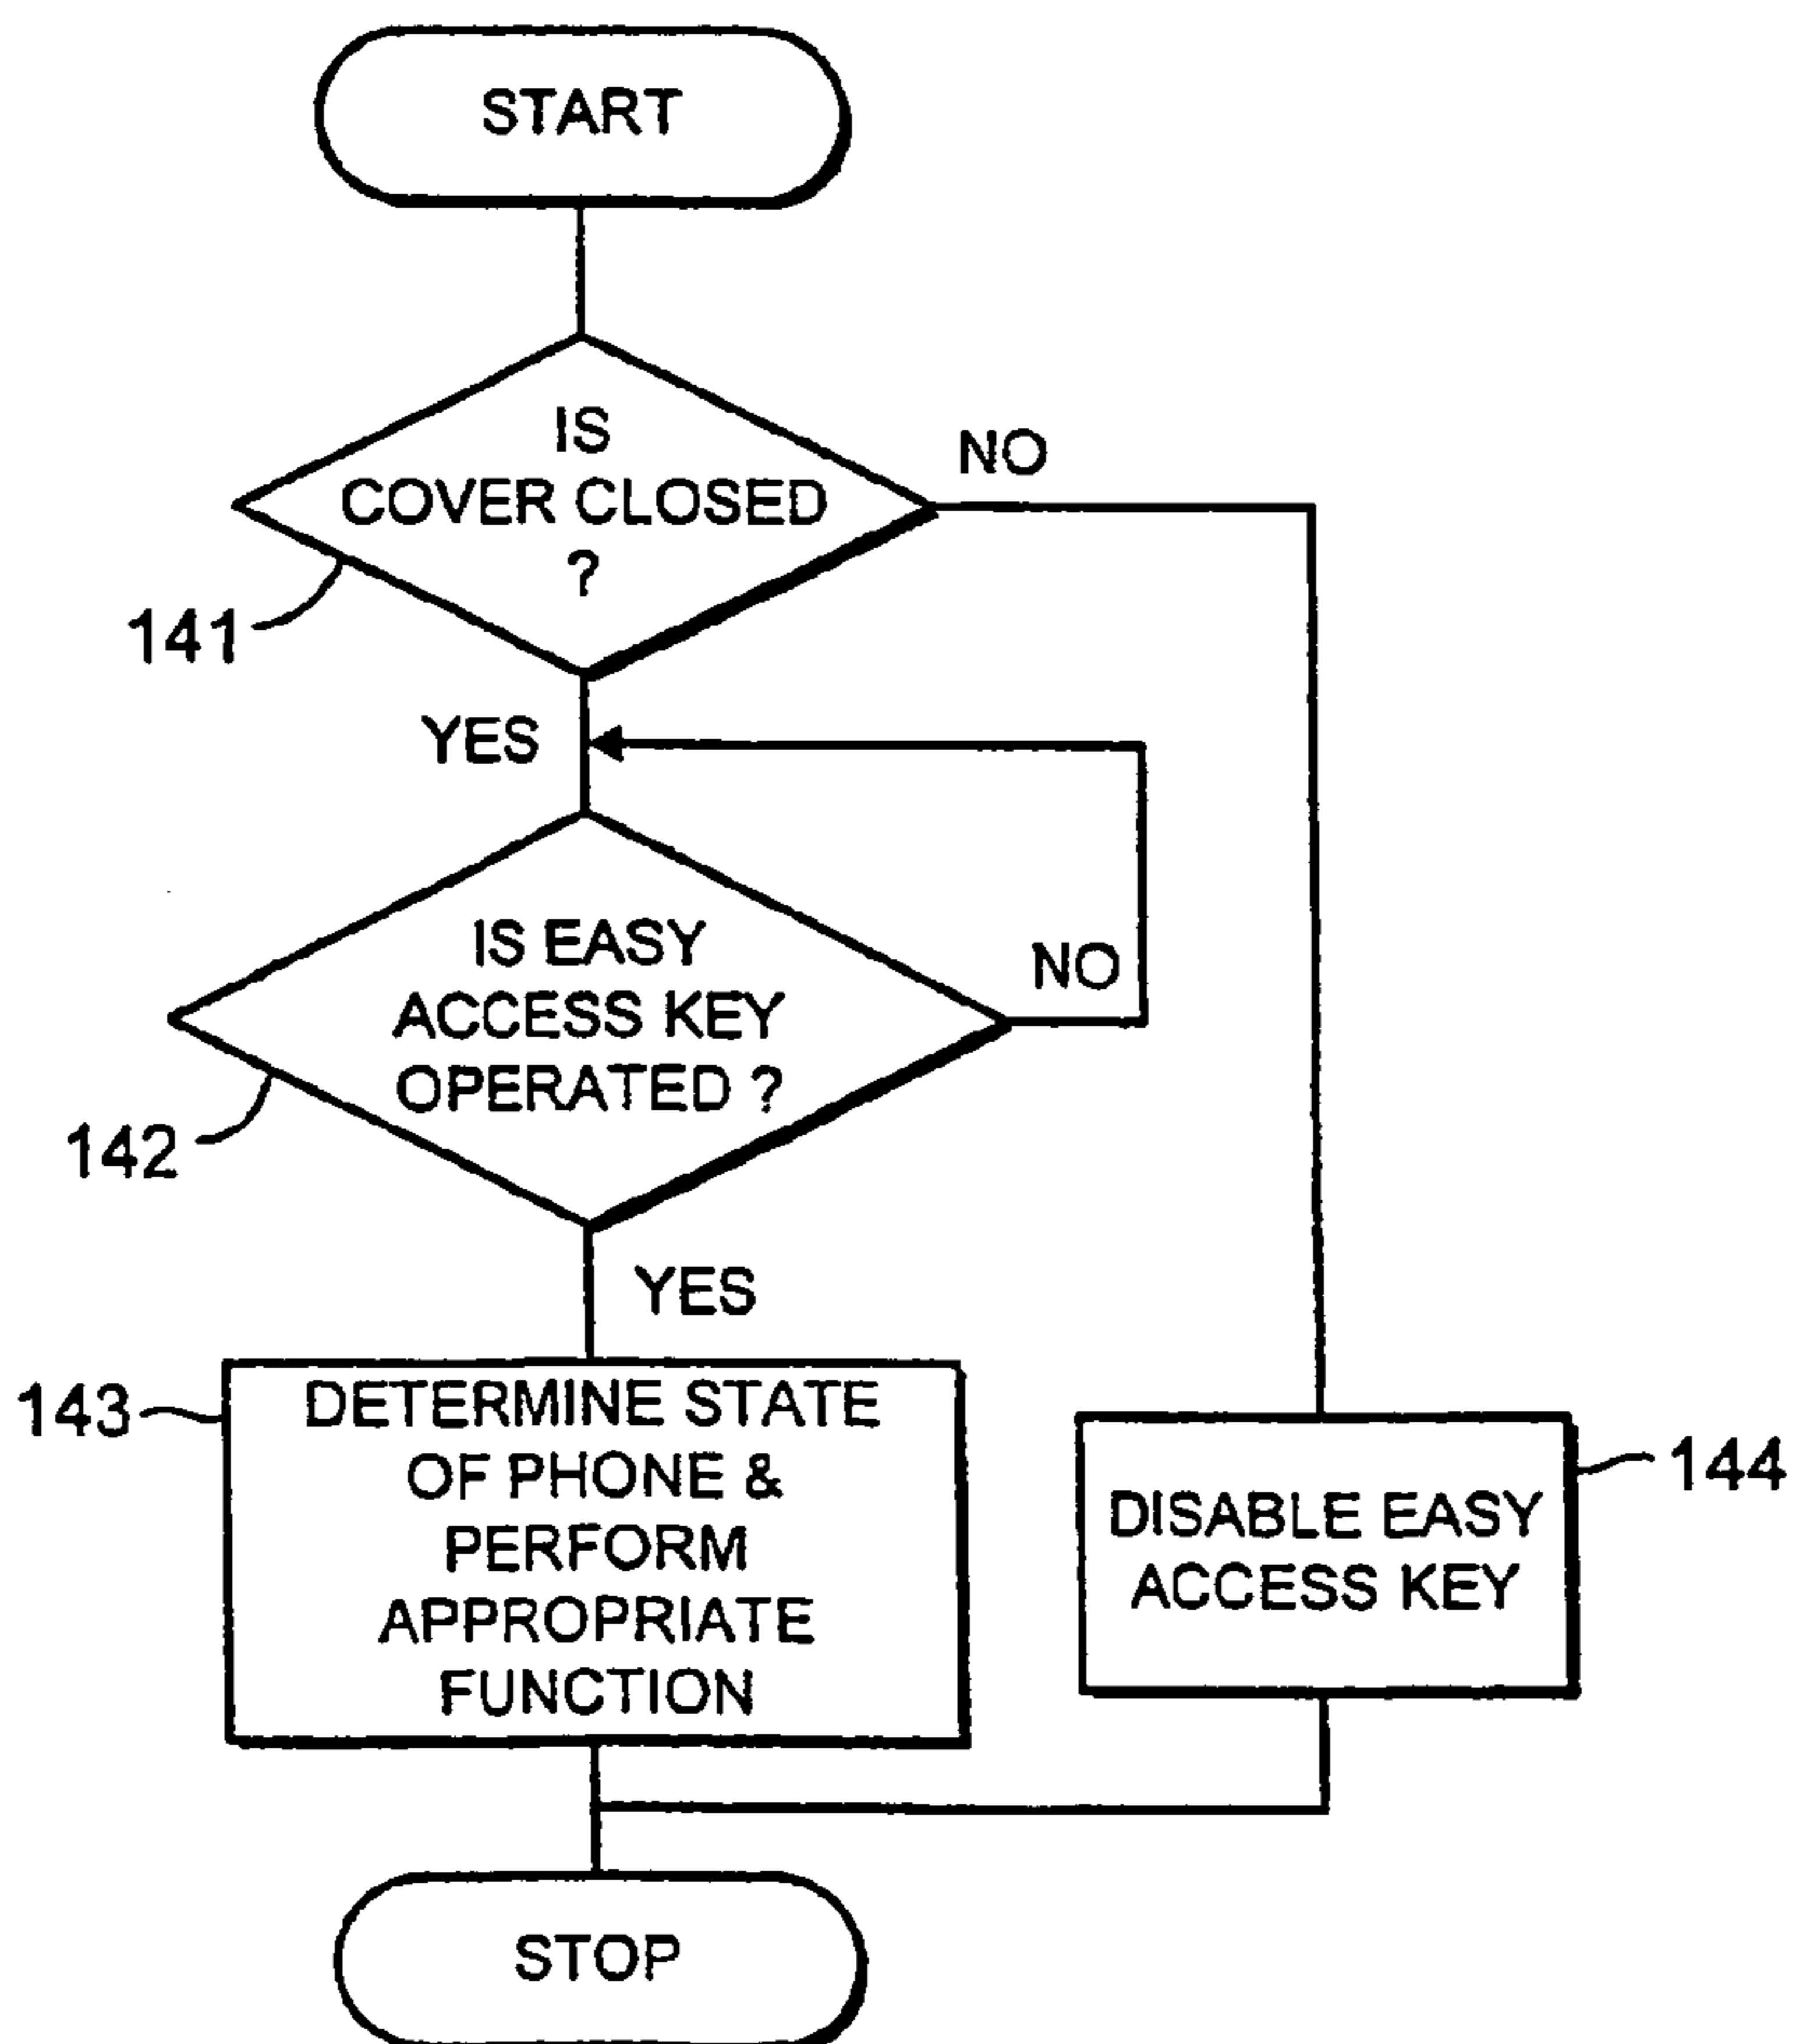 START
IS
COVER CLOSED
?
NO
141
YES
IS EASY
ACCESS KEY
OPERATED ?
NO
142
YES
143
DETERMINE STATE
OF PHONE &
PERFORM
APPROPRIATE
FUNCTION
144
DISABLE EASY
ACCESS KEY
STOP